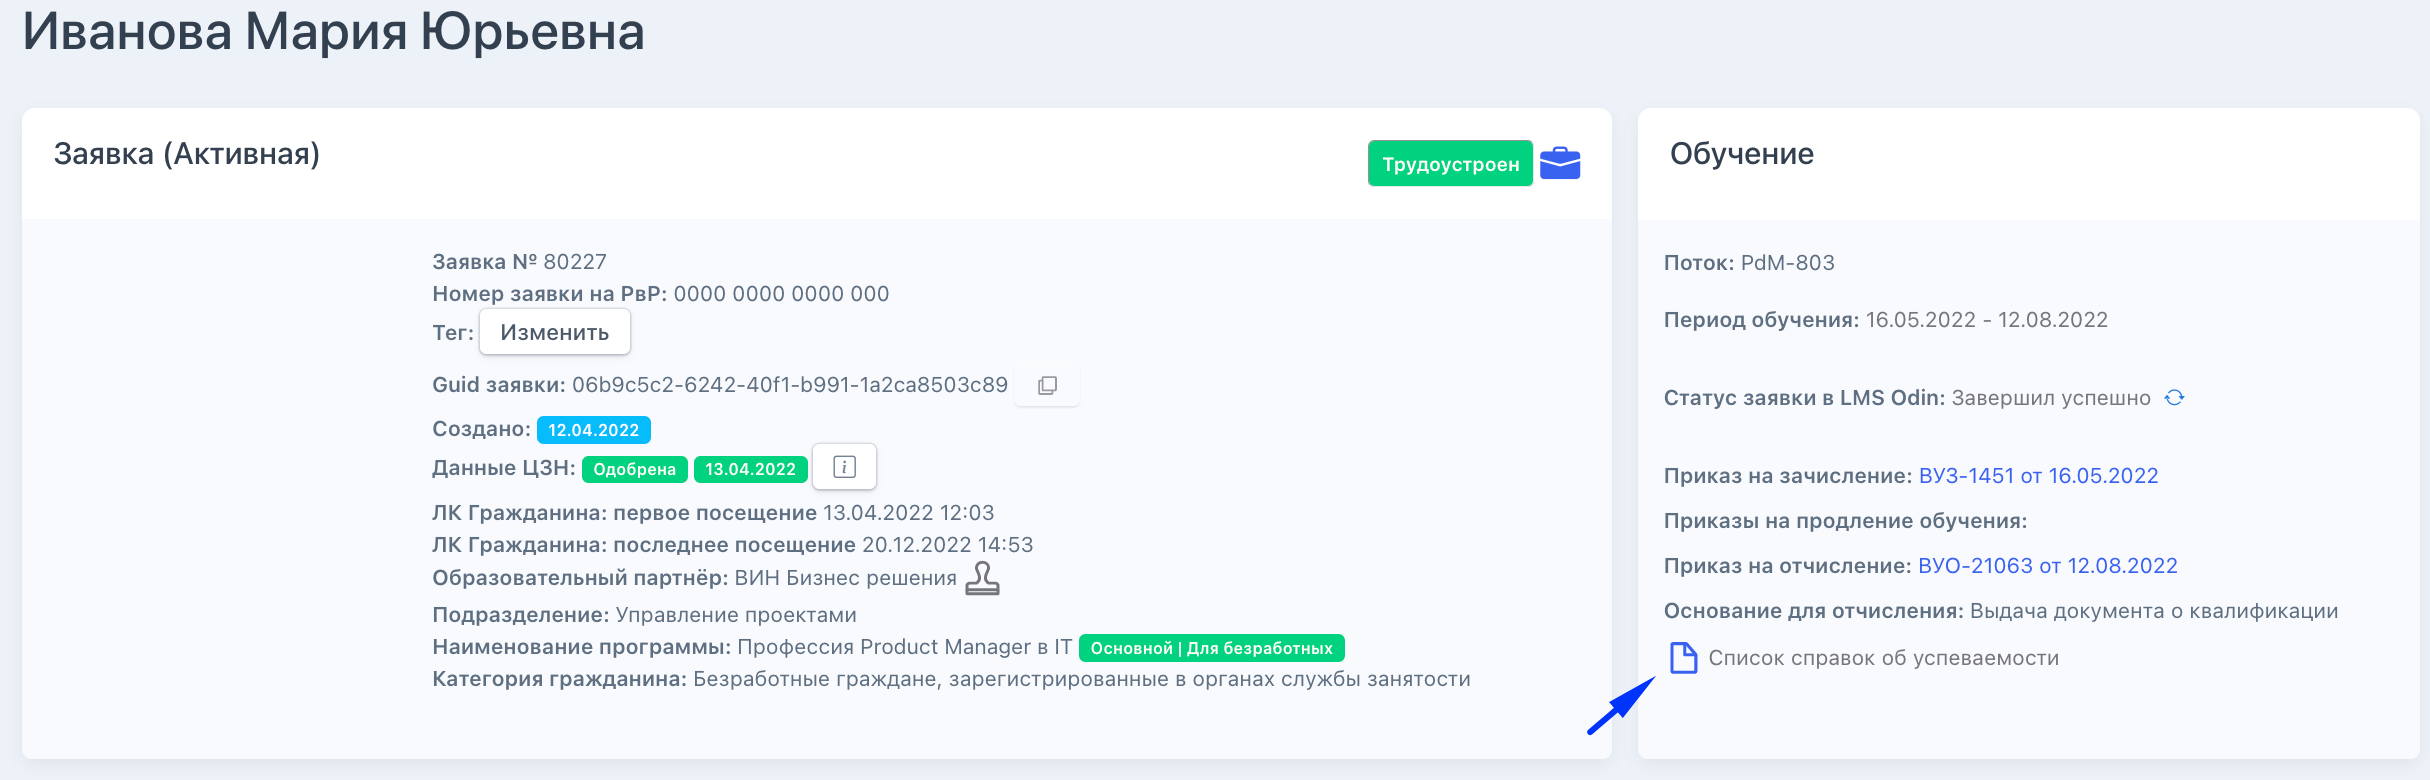 Иванова Мария Юрьевна
Заявка (Активная)
Трудоустроен
Заявка № 80227
Номер заявки на РвР: 0000 0000 0000 000
Тег: Изменить
Guid заявки: 06b9c5c2-6242-40f1-b991-1a2ca8503c89
Создано: 12.04.2022
Данные ЦЗН: Одобрена 13.04.2022
ЛК Гражданина: первое посещение 13.04.2022 12:03
ЛК Гражданина: последнее посещение 20.12.2022 14:53
Образовательный партнёр: ВИН Бизнес решения
Подразделение: Управление проектами
Наименование программы: Профессия Product Manager в IT Основной | Для безработных
Категория гражданина: Безработные граждане, зарегистрированные в органах службы занятости
Обучение
Поток: PdM-803
Период обучения: 16.05.2022 - 12.08.2022
Статус заявки в LMS Odin: Завершил успешно
Приказ на зачисление: ВУЗ-1451 от 16.05.2022
Приказы на продление обучения:
Приказ на отчисление: ВУО-21063 от 12.08.2022
Основание для отчисления: Выдача документа о квалификации
Список справок об успеваемости